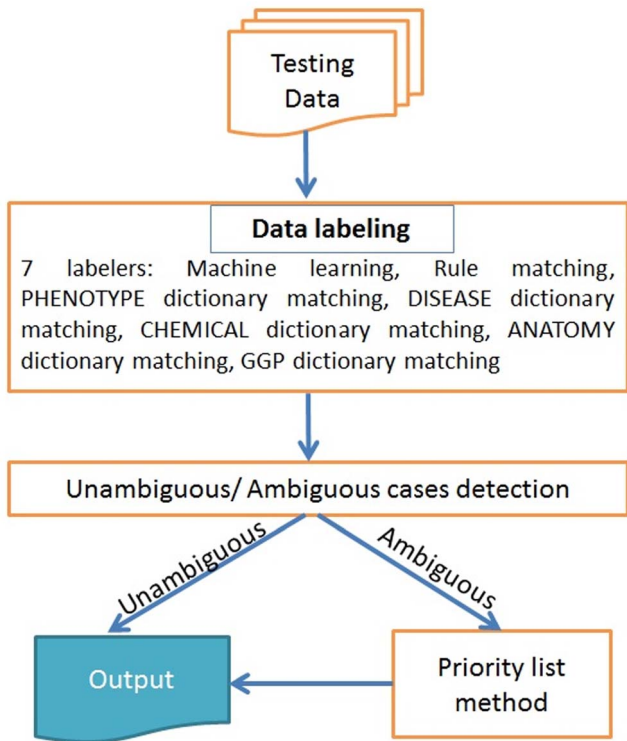 Testing
Data
Data labeling
7 labelers: Machine learning, Rule matching,
PHENOTYPE dictionary matching, DISEASE dictionary
matching, CHEMICAL dictionary matching, ANATOMY
dictionary matching, GGP dictionary matching
Unambiguous/ Ambiguous cases detection
Unambiguous
Ambiguous
Output
Priority list
method